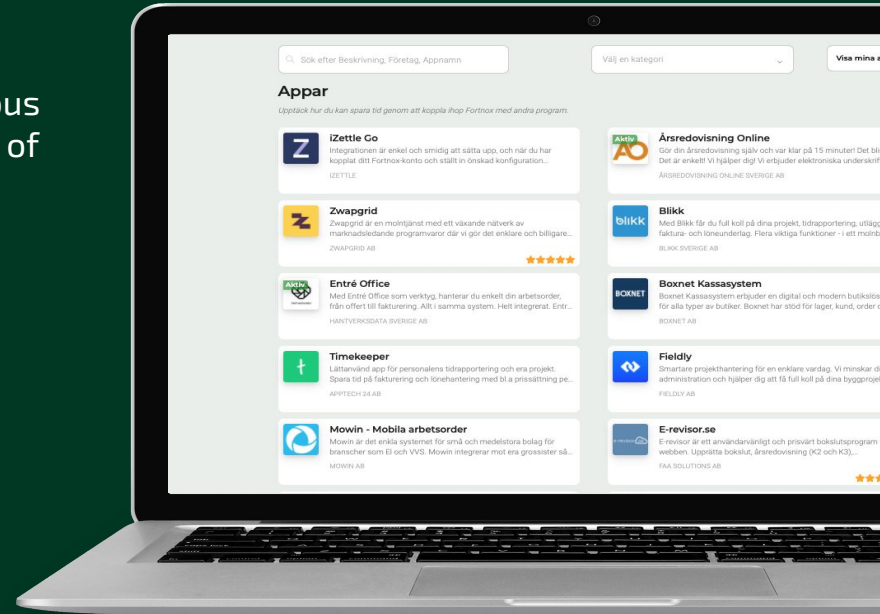 ous
of
Sök efter Beskrivning, Företag, Appnamn
Välj en kategori
Visa mina a
Appar
Upptäck hur du kan spara tid genom att koppla ihop Fortnox med andra program.
iZettle Go
Integrationen är enkel och smidig att sätta upp, och när du har
kopplat ditt Fortnox-konto och ställt in önskad konfiguration...
IZETTLE
Aktiv
Årsredovisning Online
Gör din årsredovisning själv och var klar på 15 minuter! Det bli
Det är enkelt! Vi hjälper dig! Vi erbjuder elektroniska underskrif
ÅRSREDOVISNING ONLINE SVERIGE AB
Zwapgrid
Zwapgrid är en molntjänst med ett växande nätverk av
marknadsledande programvaror där vi gör det enklare och billigare...
ZWAPGRID AB
blikk
Blikk
Med Blikk får du full koll på dina projekt, tidrapportering, utlägg
faktura- och löneunderlag. Flera viktiga funktioner - i ett molnb
BLIKK SVERIGE AB
Aktiv
Entré Office
Med Entré Office som verktyg, hanterar du enkelt din arbetsorder,
från offert till fakturering. Allt i samma system. Helt integrerat. Entr...
HANTVERKSDATA SVERIGE AB
BOXNET
Boxnet Kassasystem
Boxnet Kassasystem erbjuder en digital och modern butikslös
för alla typer av butiker. Boxnet har stöd för lager, kund, order o
BOXNET AB
Timekeeper
Lättanvänd app för personalens tidrapportering och era projekt.
Spara tid på fakturering och lönehantering med bl.a prissättning pe...
APPTECH 24 AB
Fieldly
Smartare projekthantering för en enklare vardag. Vi minskar di
administration och hjälper dig att få full koll på dina byggprojel
FIELDLY AB
Mowin - Mobila arbetsorder
Mowin är det enkla systemet för små och medelstora bolag för
branscher som El och VVS. Mowin integrerar mot era grossister så...
MOWIN AB
E-revisor.se
E-revisor är ett användarvänligt och prisvärt bokslutsprogram
webben. Upprätta bokslut, årsredovisning (K2 och K3),...
FAA SOLUTIONS AB